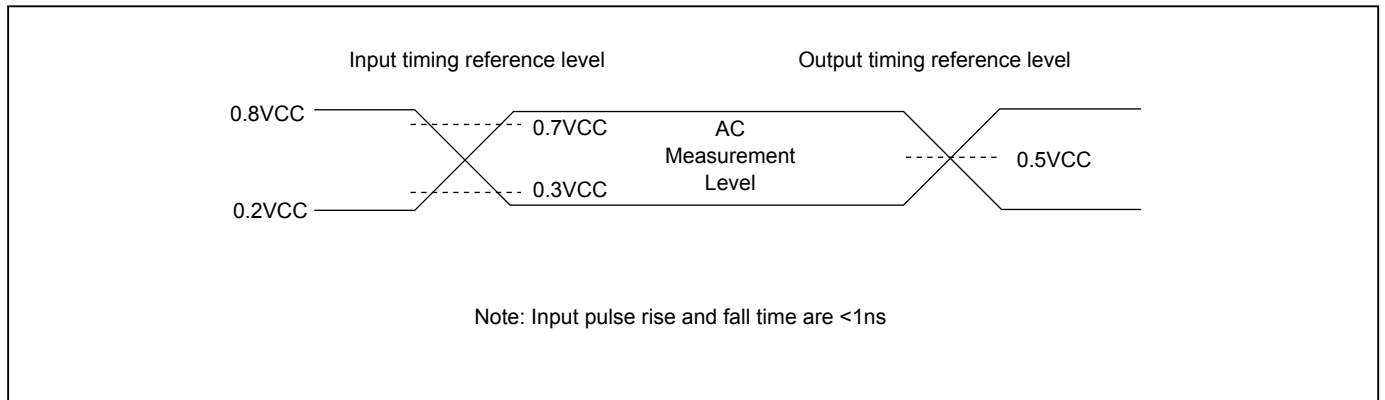 Input timing reference level
Output timing reference level
0.8VCC
0.7VCC
AC
Measurement
Level
0.5VCC
0.3VCC
0.2VCC
Note: Input pulse rise and fall time are <1ns